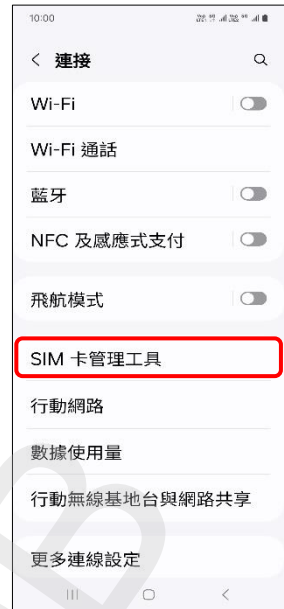 10:00
連接
Wi-Fi
Wi-Fi 通話
藍牙
NFC 及感應式支付
飛航模式
SIM 卡管理工具
行動網路
數據使用量
行動無線基地台與網路共享
更多連線設定